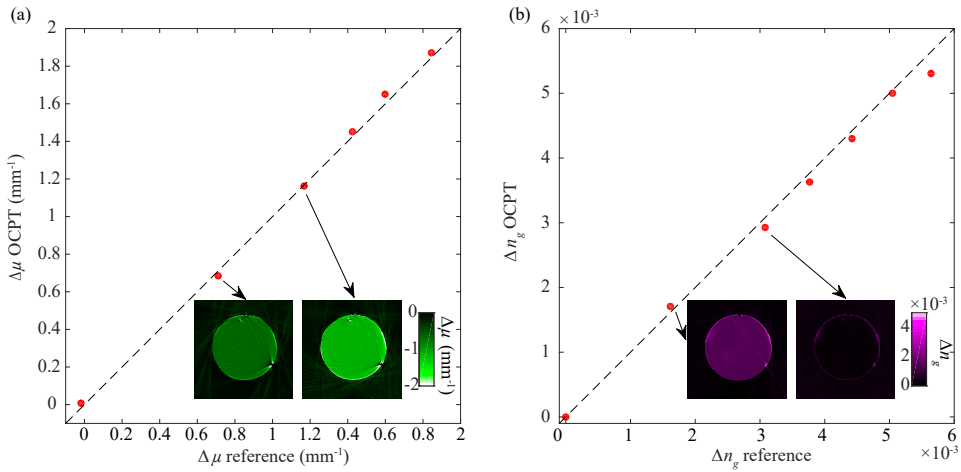 (a)
2
1.8
1.6
1.4
1.2
1
0.8
0.6
0.4
0.2
0
Δμ OCPT (mm⁻¹)
0 0.2 0.4 0.6 0.8 1 1.2 0.4 0.6 0.8 2
Δμ reference (mm⁻¹)
0
-1
-2
Δμ (mm⁻¹)
(b)
× 10⁻³
6
5
4
3
2
1
0
Δn_g OCPT
0 1 2 3 4 5 6
Δn_g reference
× 10⁻³
× 10⁻³
4
2
0
Δn_g